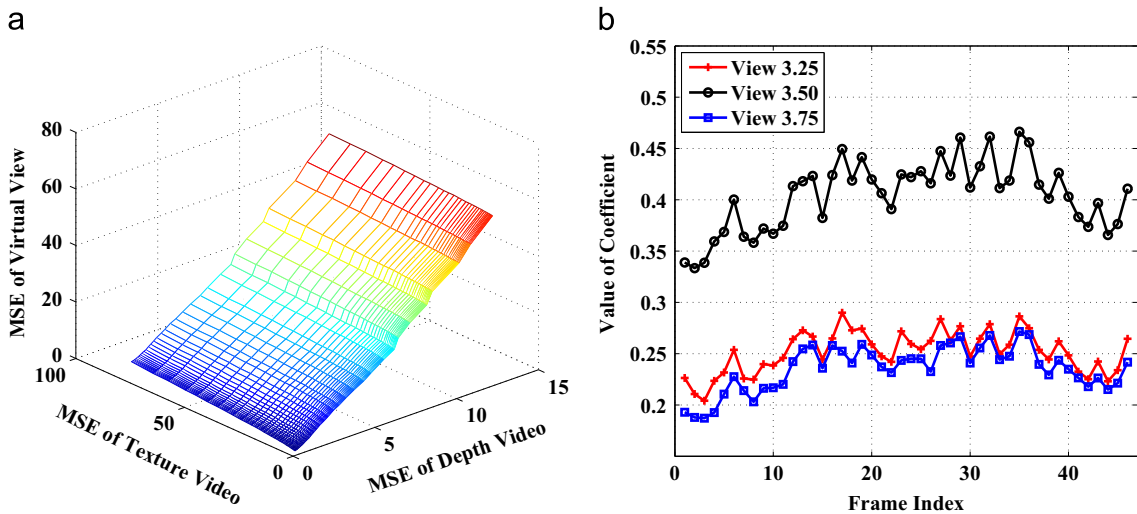 a
80
60
40
20
0
MSE of Virtual View
100
50
0
MSE of Texture Video
0
5
10
15
MSE of Depth Video
b
0.55
0.5
0.45
0.4
0.35
0.3
0.25
0.2
Value of Coefficient
View 3.25
View 3.50
View 3.75
0
10
20
30
40
Frame Index